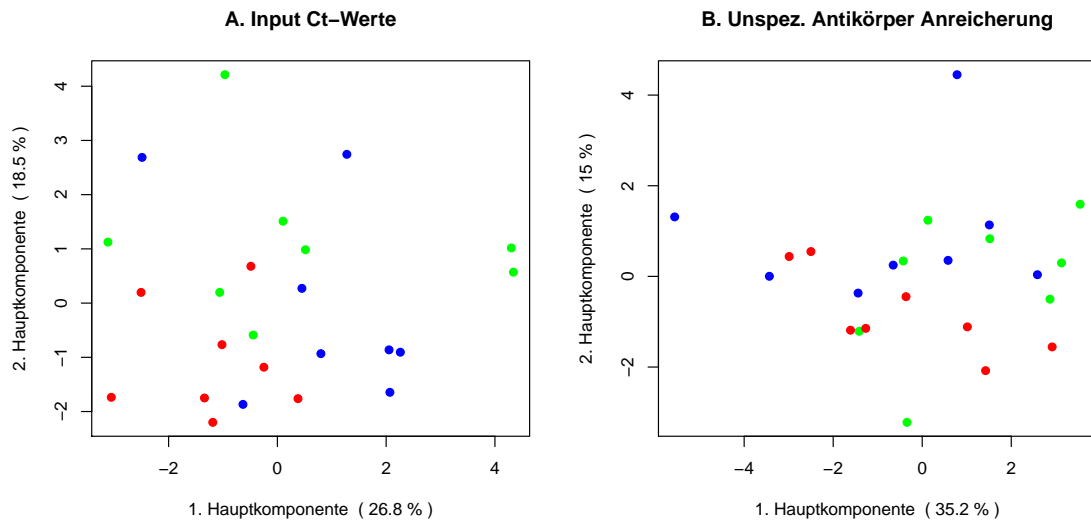 A. Input Ct−Werte
4
3
2
1
0
−1
−2
2. Hauptkomponente ( 18.5 % )
−2 0 2 4
1. Hauptkomponente ( 26.8 % )
B. Unspez. Antikörper Anreicherung
4
2
0
−2
2. Hauptkomponente ( 15 % )
−4 −2 0 2
1. Hauptkomponente ( 35.2 % )